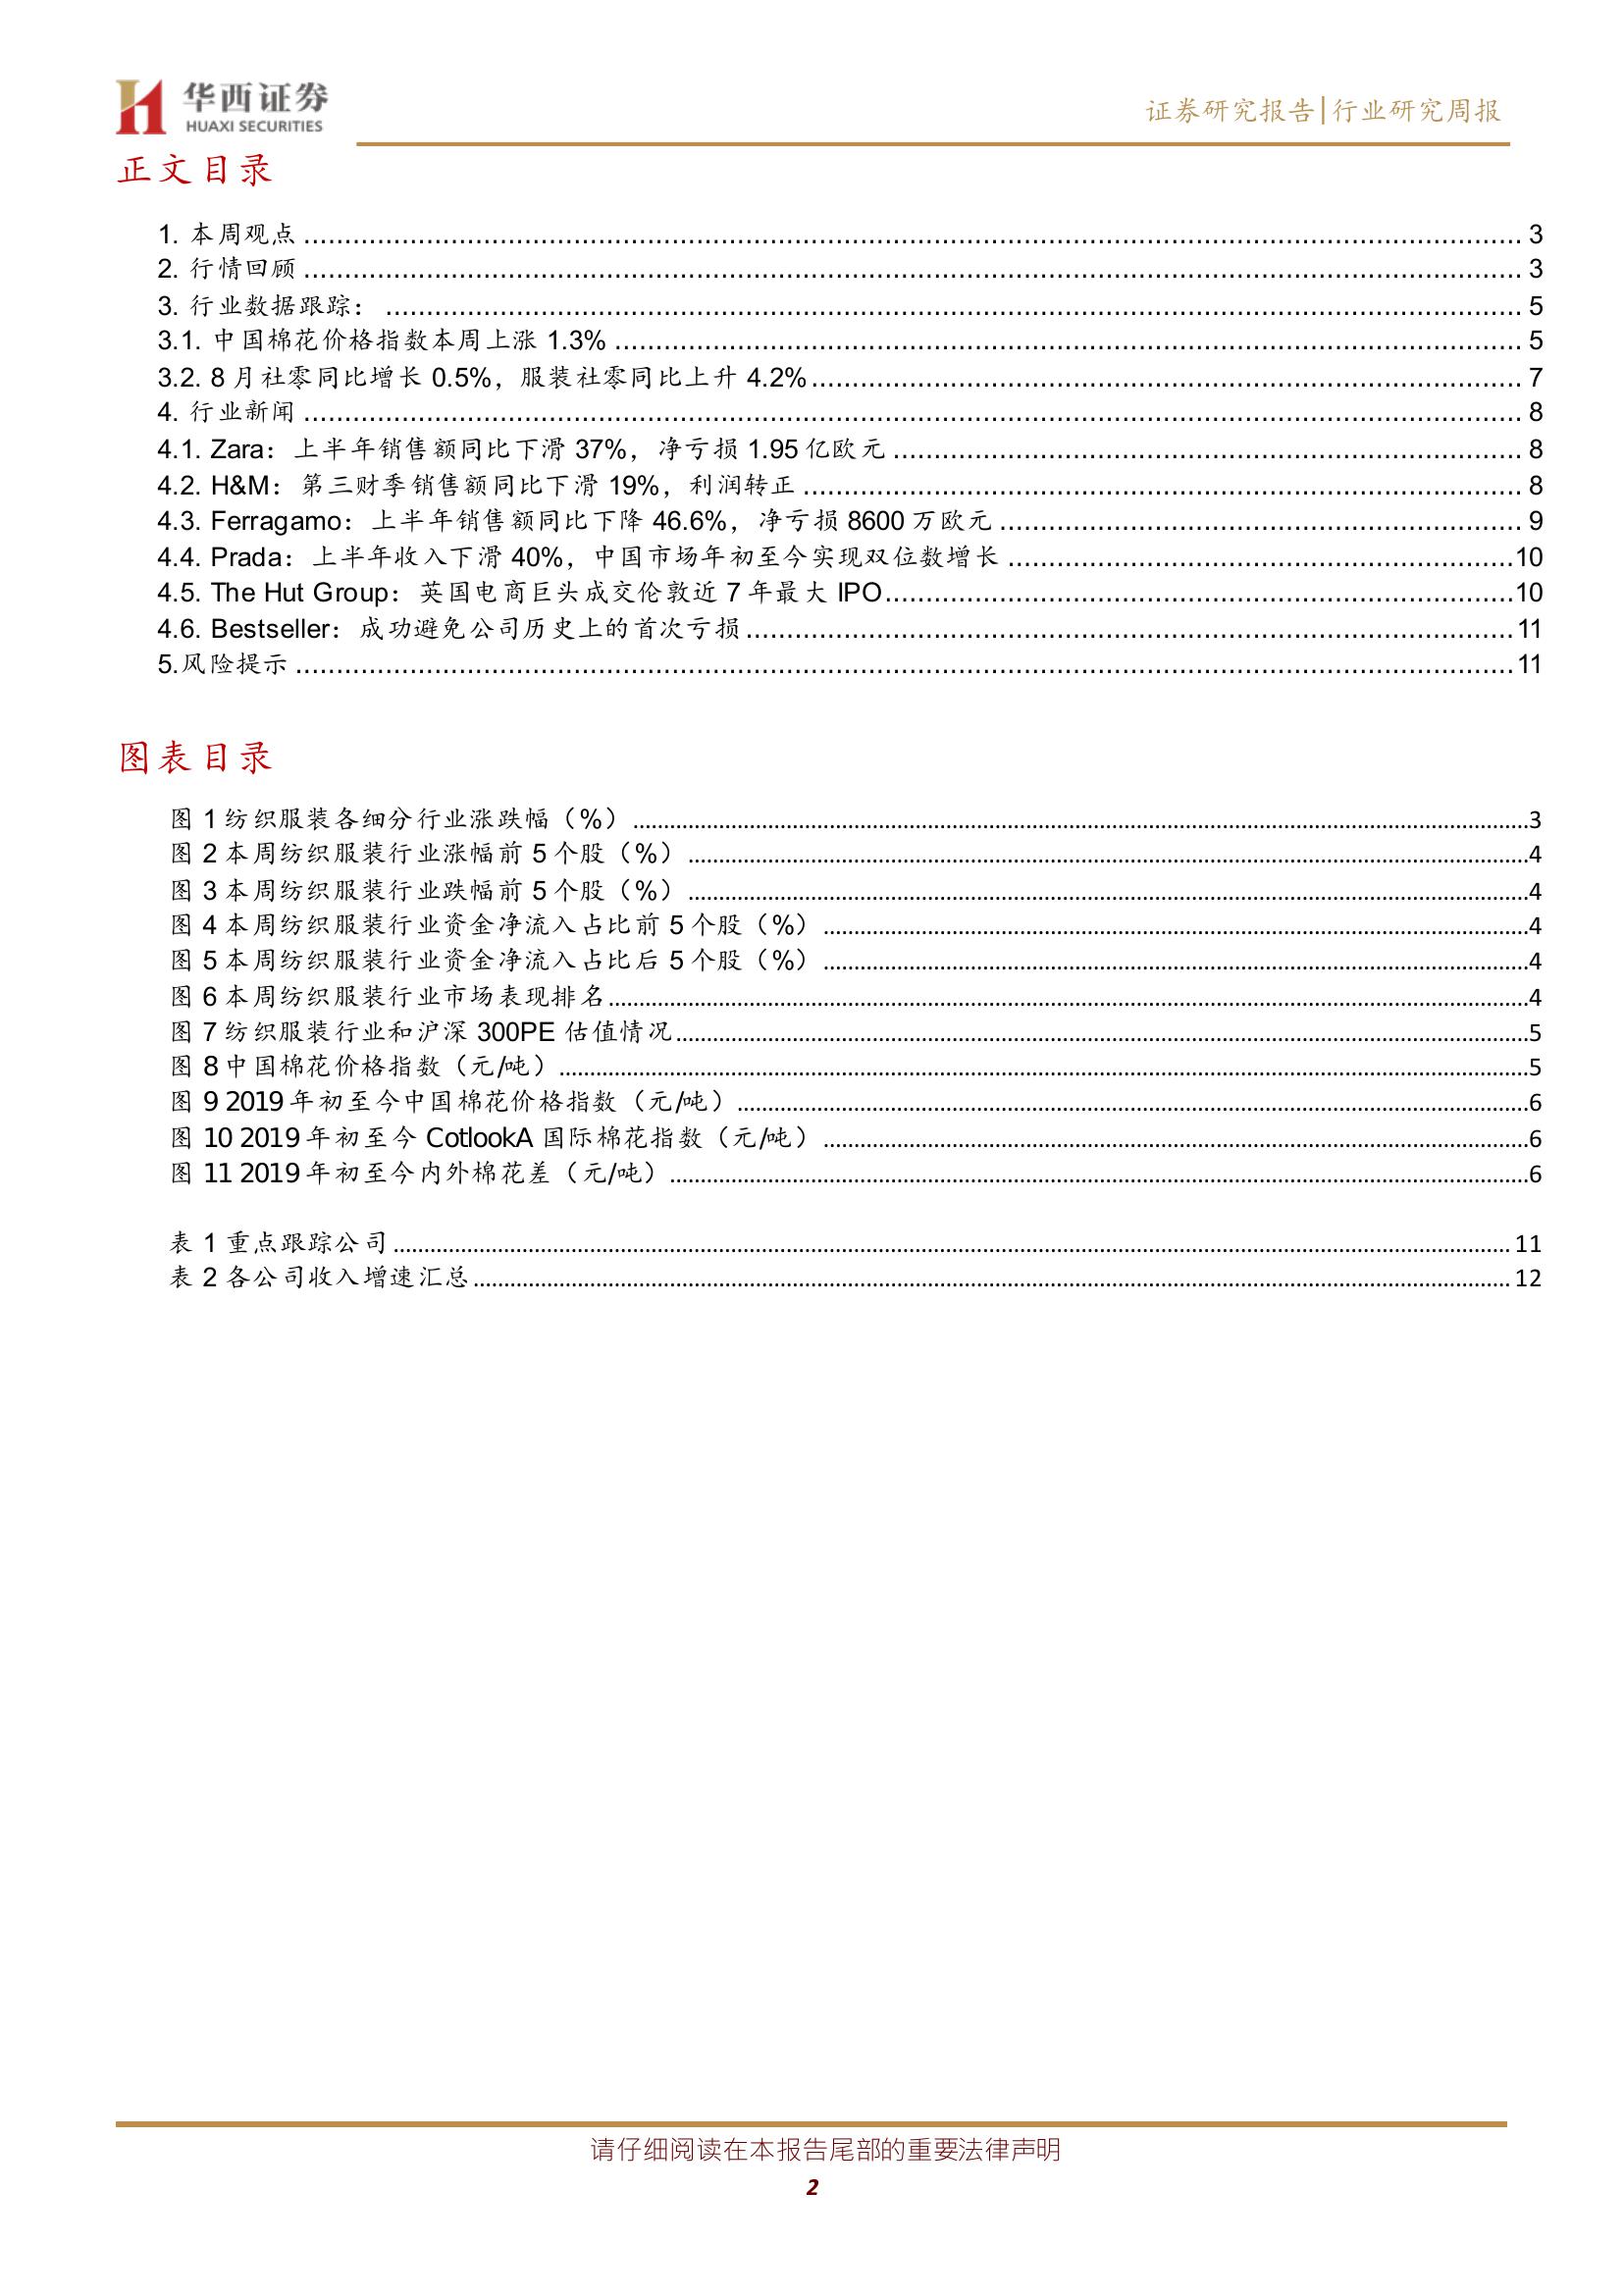 华西证券
HUAXI SECURITIES
证券研究报告|行业研究周报
正文目录
1. 本周观点 ........ 3
2. 行情回顾 ........ 3
3. 行业数据跟踪： ........ 5
3.1. 中国棉花价格指数本周上涨 1.3% ........ 5
3.2. 8 月社零同比增长 0.5%，服装社零同比上升 4.2% ........ 7
4. 行业新闻 ........ 8
4.1. Zara：上半年销售额同比下滑 37%，净亏损 1.95 亿欧元 ........ 8
4.2. H&M：第三财季销售额同比下滑 19%，利润转正 ........ 8
4.3. Ferragamo：上半年销售额同比下降 46.6%，净亏损 8600 万欧元 ........ 9
4.4. Prada：上半年收入下滑 40%，中国市场年初至今实现双位数增长 ........ 10
4.5. The Hut Group：英国电商巨头成交伦敦近 7 年最大 IPO ........ 10
4.6. Bestseller：成功避免公司历史上的首次亏损 ........ 11
5.风险提示 ........ 11
图表目录
图 1 纺织服装各细分行业涨跌幅（%） ........ 3
图 2 本周纺织服装行业涨幅前 5 个股（%） ........ 4
图 3 本周纺织服装行业跌幅前 5 个股（%） ........ 4
图 4 本周纺织服装行业资金净流入占比前 5 个股（%） ........ 4
图 5 本周纺织服装行业资金净流入占比后 5 个股（%） ........ 4
图 6 本周纺织服装行业市场表现排名 ........ 4
图 7 纺织服装行业和沪深 300PE 估值情况 ........ 5
图 8 中国棉花价格指数（元/吨） ........ 5
图 9 2019 年初至今中国棉花价格指数（元/吨） ........ 6
图 10 2019 年初至今 CotlookA 国际棉花指数（元/吨） ........ 6
图 11 2019 年初至今内外棉花差（元/吨） ........ 6
表 1 重点跟踪公司 ........ 11
表 2 各公司收入增速汇总 ........ 12
请仔细阅读在本报告尾部的重要法律声明
2